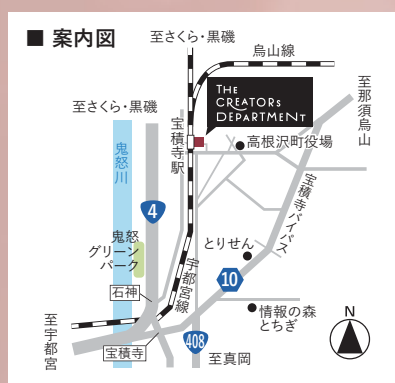 ■ 案内図
至さくら・黒磯
烏山線
至さくら・黒磯
THE
CREATORS
DEPARTMENT
至那須烏山
宝積寺駅
高根沢町役場
鬼怒川
4
宝積寺バイパス
鬼怒
グリーン
パーク
とりせん
石神
宇都宮線
10
情報の森
とちぎ
至宇都宮
宝積寺
408
至真岡
N